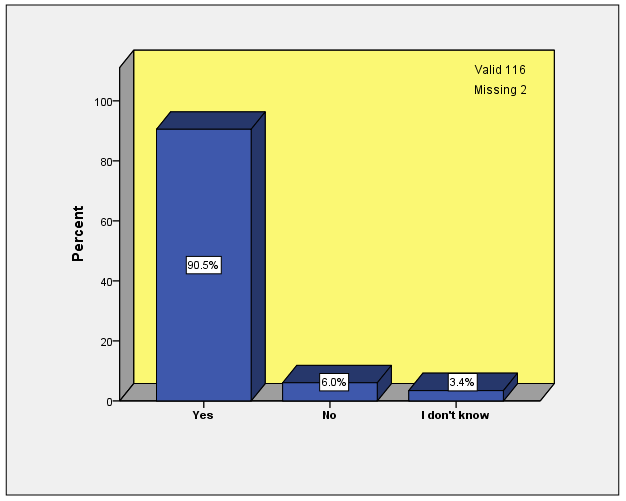 Valid 116
Missing 2
Percent
100
80
60
40
20
0
90.5%
6.0%
3.4%
Yes
No
I don't know